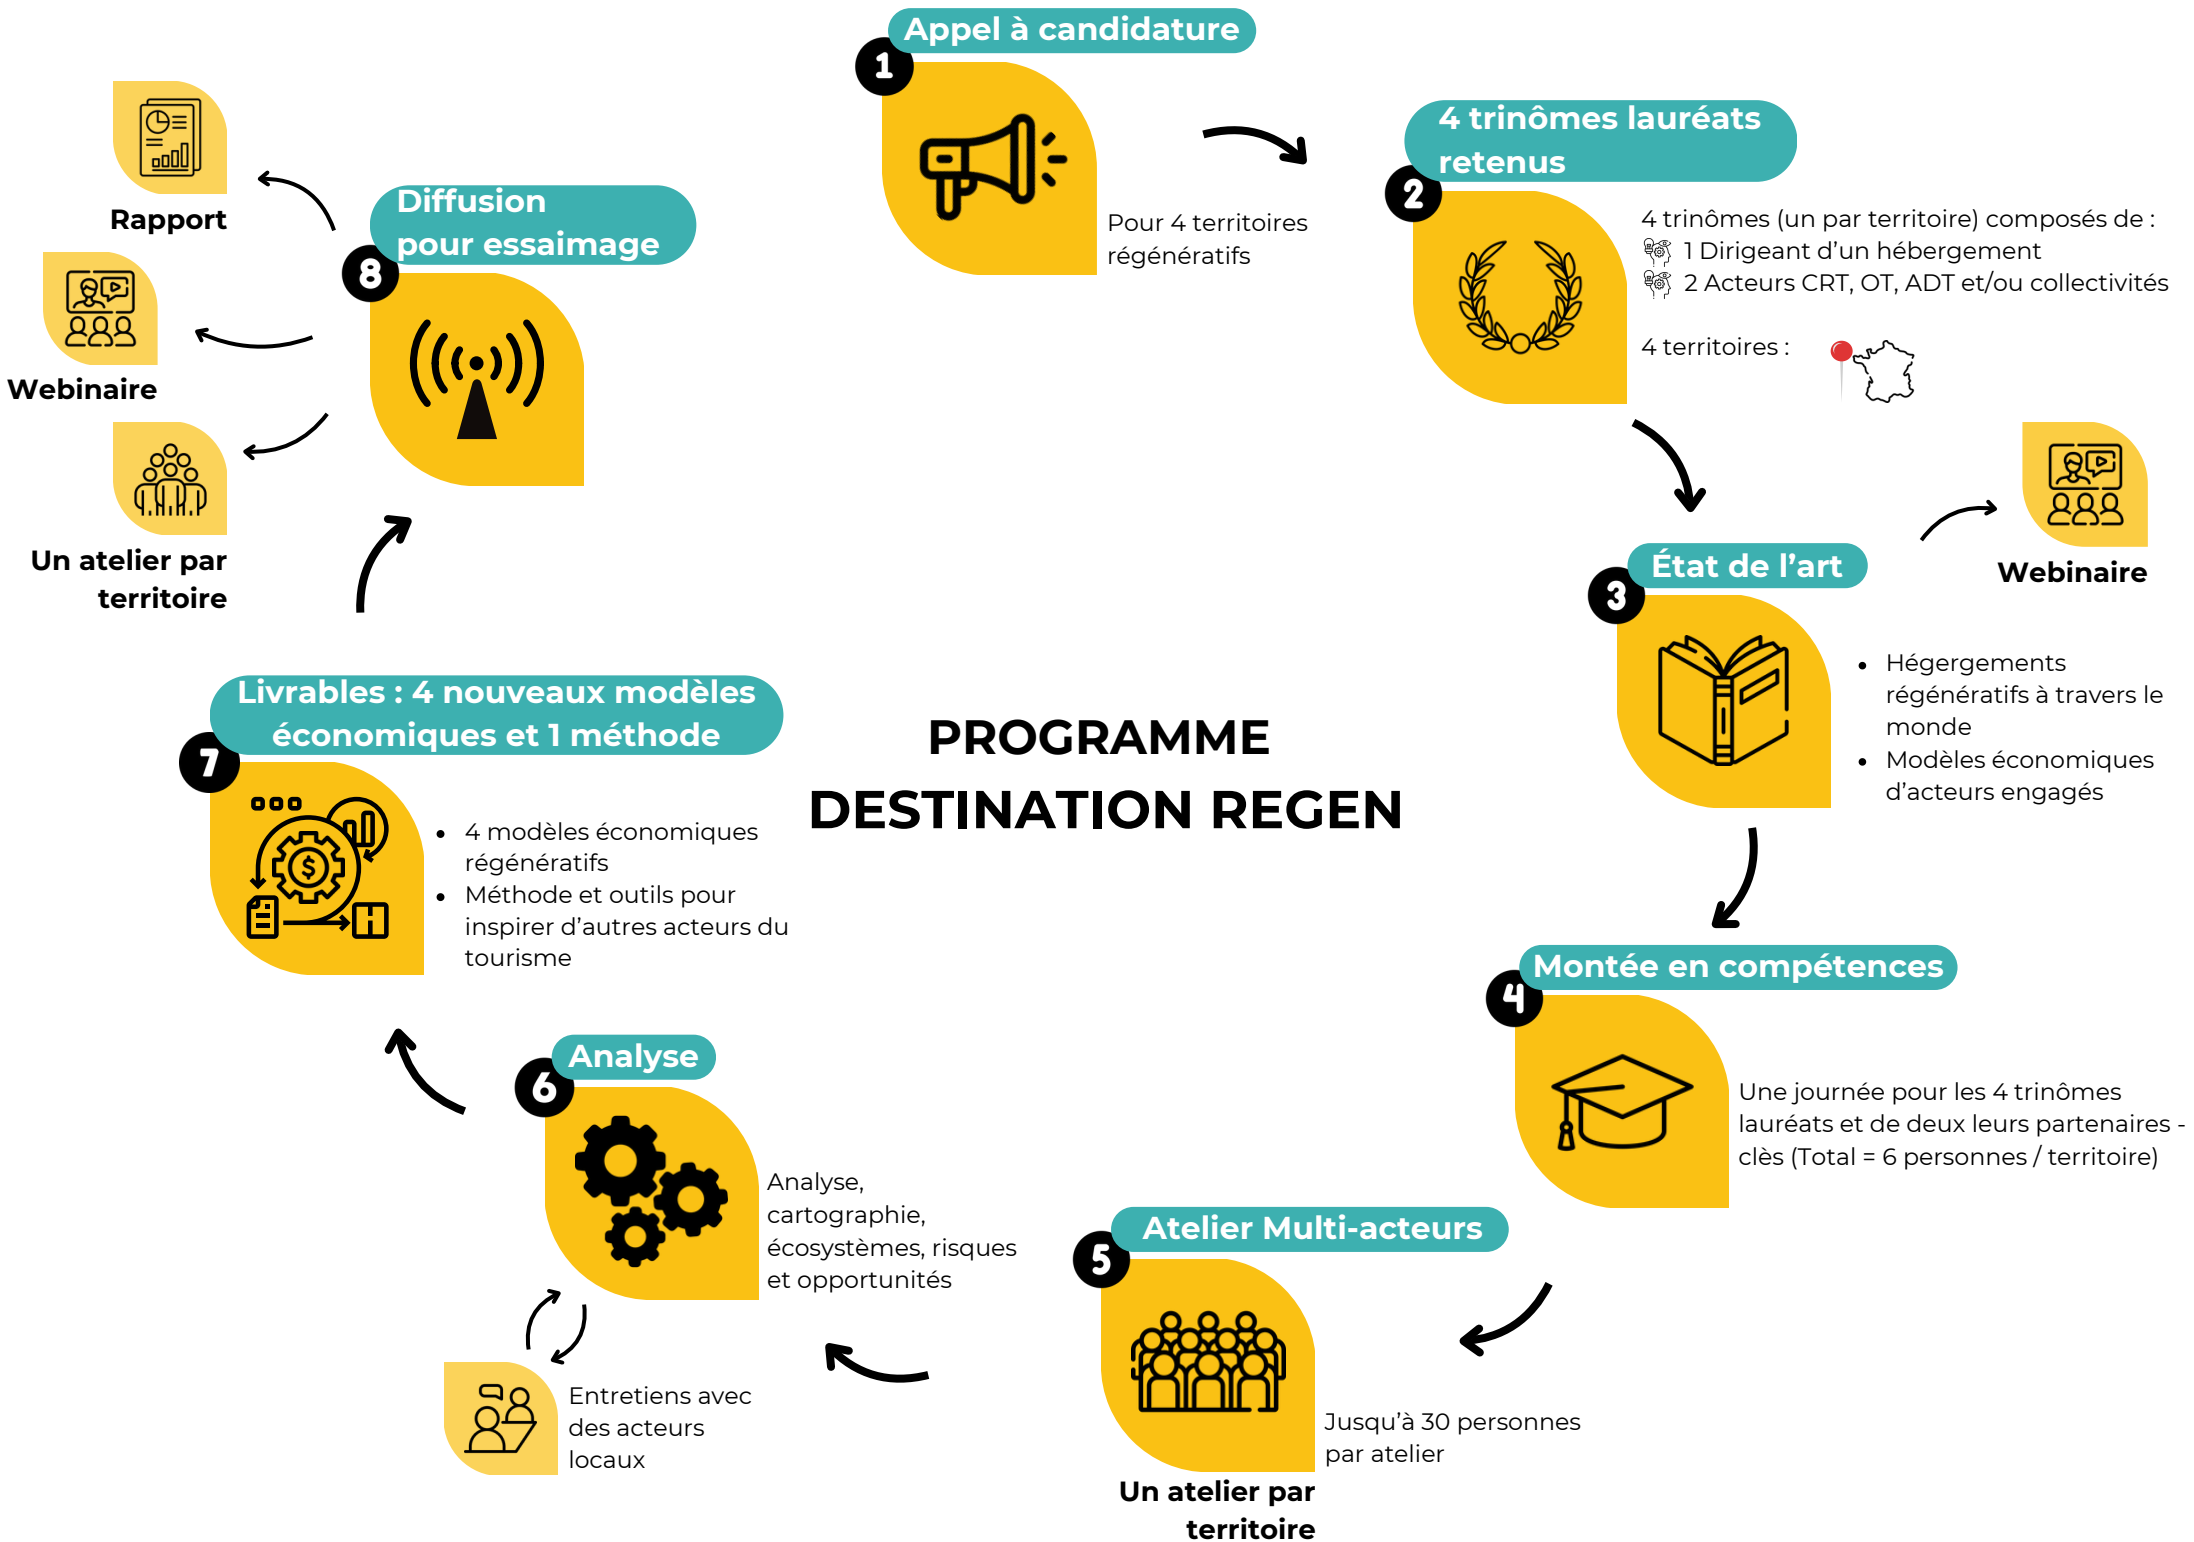 PROGRAMME
DESTINATION REGEN
1
Appel à candidature
Pour 4 territoires
régénératifs
2
4 trinômes lauréats
retenus
4 trinômes (un par territoire) composés de :
1 Dirigeant d’un hébergement
2 Acteurs CRT, OT, ADT et/ou collectivités
4 territoires :
3
État de l’art
Webinaire
• Hégergements
régénératifs à travers le
monde
• Modèles économiques
d’acteurs engagés
4
Montée en compétences
Une journée pour les 4 trinômes
lauréats et de deux leurs partenaires -
clès (Total = 6 personnes / territoire)
5
Atelier Multi-acteurs
Jusqu’à 30 personnes
par atelier
Un atelier par
territoire
6
Analyse
Analyse,
cartographie,
écosystèmes, risques
et opportunités
Entretiens avec
des acteurs
locaux
7
Livrables : 4 nouveaux modèles
économiques et 1 méthode
• 4 modèles économiques
régénératifs
• Méthode et outils pour
inspirer d’autres acteurs du
tourisme
8
Diffusion
pour essaimage
Rapport
Webinaire
Un atelier par
territoire